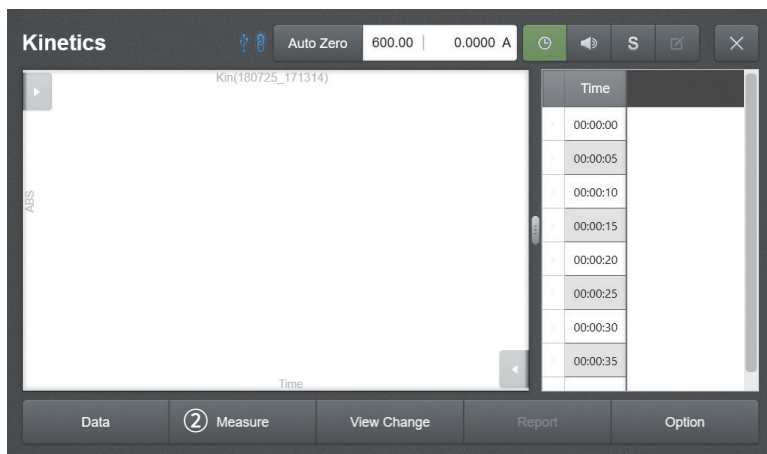 Kinetics
Auto Zero
600.00 | 0.0000 A
S
Kin(180725_171314)
ABS
Time
Time
00:00:00
00:00:05
00:00:10
00:00:15
00:00:20
00:00:25
00:00:30
00:00:35
Data
② Measure
View Change
Report
Option